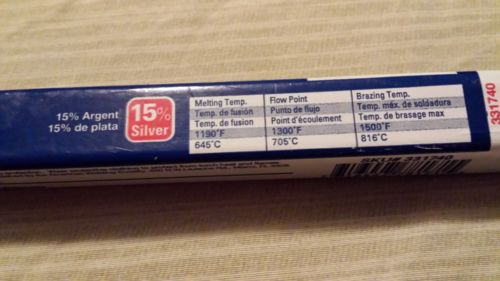 15% Argent
15% de plata
15%
Silver
Melting Temp.
Temp. de fusión
Temp. de fusion
1190°F
645°C
Flow Point
Punto de flujo
Point d'écoulement
1300°F
705°C
Brazing Temp.
Temp. máx. de soldadura
Temp. de brasage max
1500°F
816°C
331740
SKU# 331740